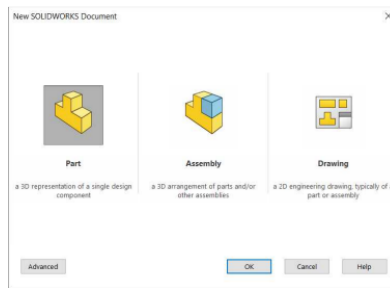 New SOLIDWORKS Document
Part
Assembly
Drawing
a 3D representation of a single design
component
a 3D arrangement of parts and/or
other assemblies
a 2D engineering drawing, typically of
part or assembly
Advanced
OK
Cancel
Help